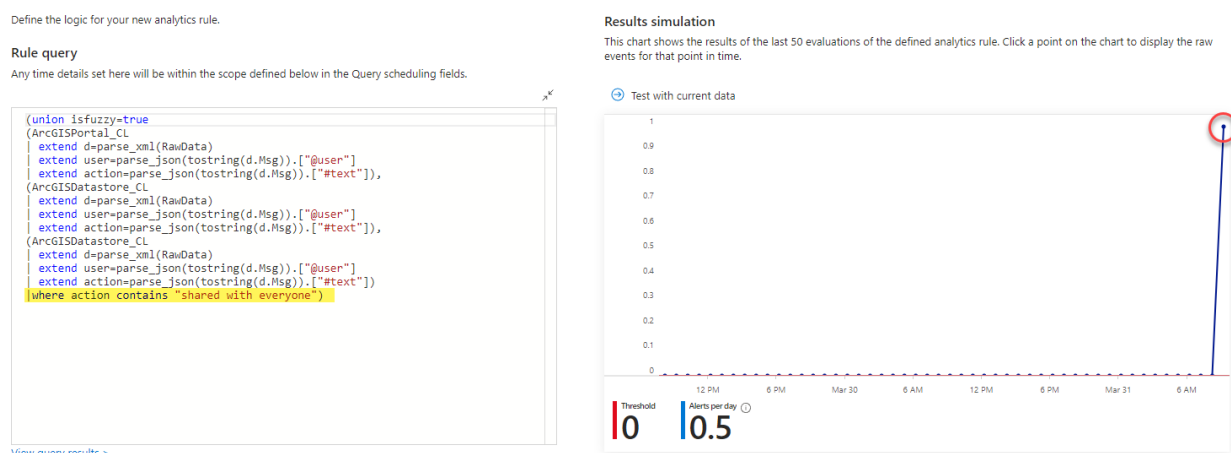 Define the logic for your new analytics rule.
Rule query
Any time details set here will be within the scope defined below in the Query scheduling fields.
(union isfuzzy=true
(ArcGISPortal_CL
| extend d=parse_xml(RawData)
| extend user=parse_json(tostring(d.Msg)).["@user"]
| extend action=parse_json(tostring(d.Msg)).["#text"]),
(ArcGISDatastore_CL
| extend d=parse_xml(RawData)
| extend user=parse_json(tostring(d.Msg)).["@user"]
| extend action=parse_json(tostring(d.Msg)).["#text"]),
(ArcGISDatastore_CL
| extend d=parse_xml(RawData)
| extend user=parse_json(tostring(d.Msg)).["@user"]
| extend action=parse_json(tostring(d.Msg)).["#text"])
|where action contains "shared with everyone")
View query results >
Results simulation
This chart shows the results of the last 50 evaluations of the defined analytics rule. Click a point on the chart to display the raw
events for that point in time.
Test with current data
1
0.9
0.8
0.7
0.6
0.5
0.4
0.3
0.2
0.1
0
12 PM 6 PM Mar 30 6 AM 12 PM 6 PM Mar 31 6 AM
Threshold
0
Alerts per day
0.5